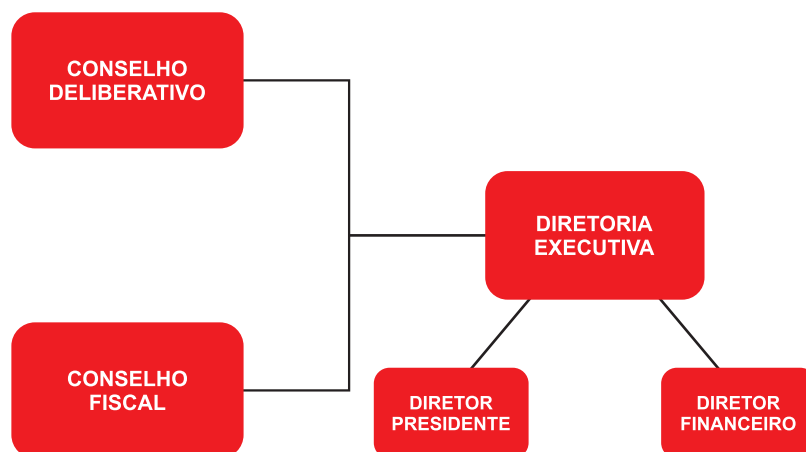 CONSELHO
DELIBERATIVO
DIRETORIA
EXECUTIVA
CONSELHO
FISCAL
DIRETOR
PRESIDENTE
DIRETOR
FINANCEIRO